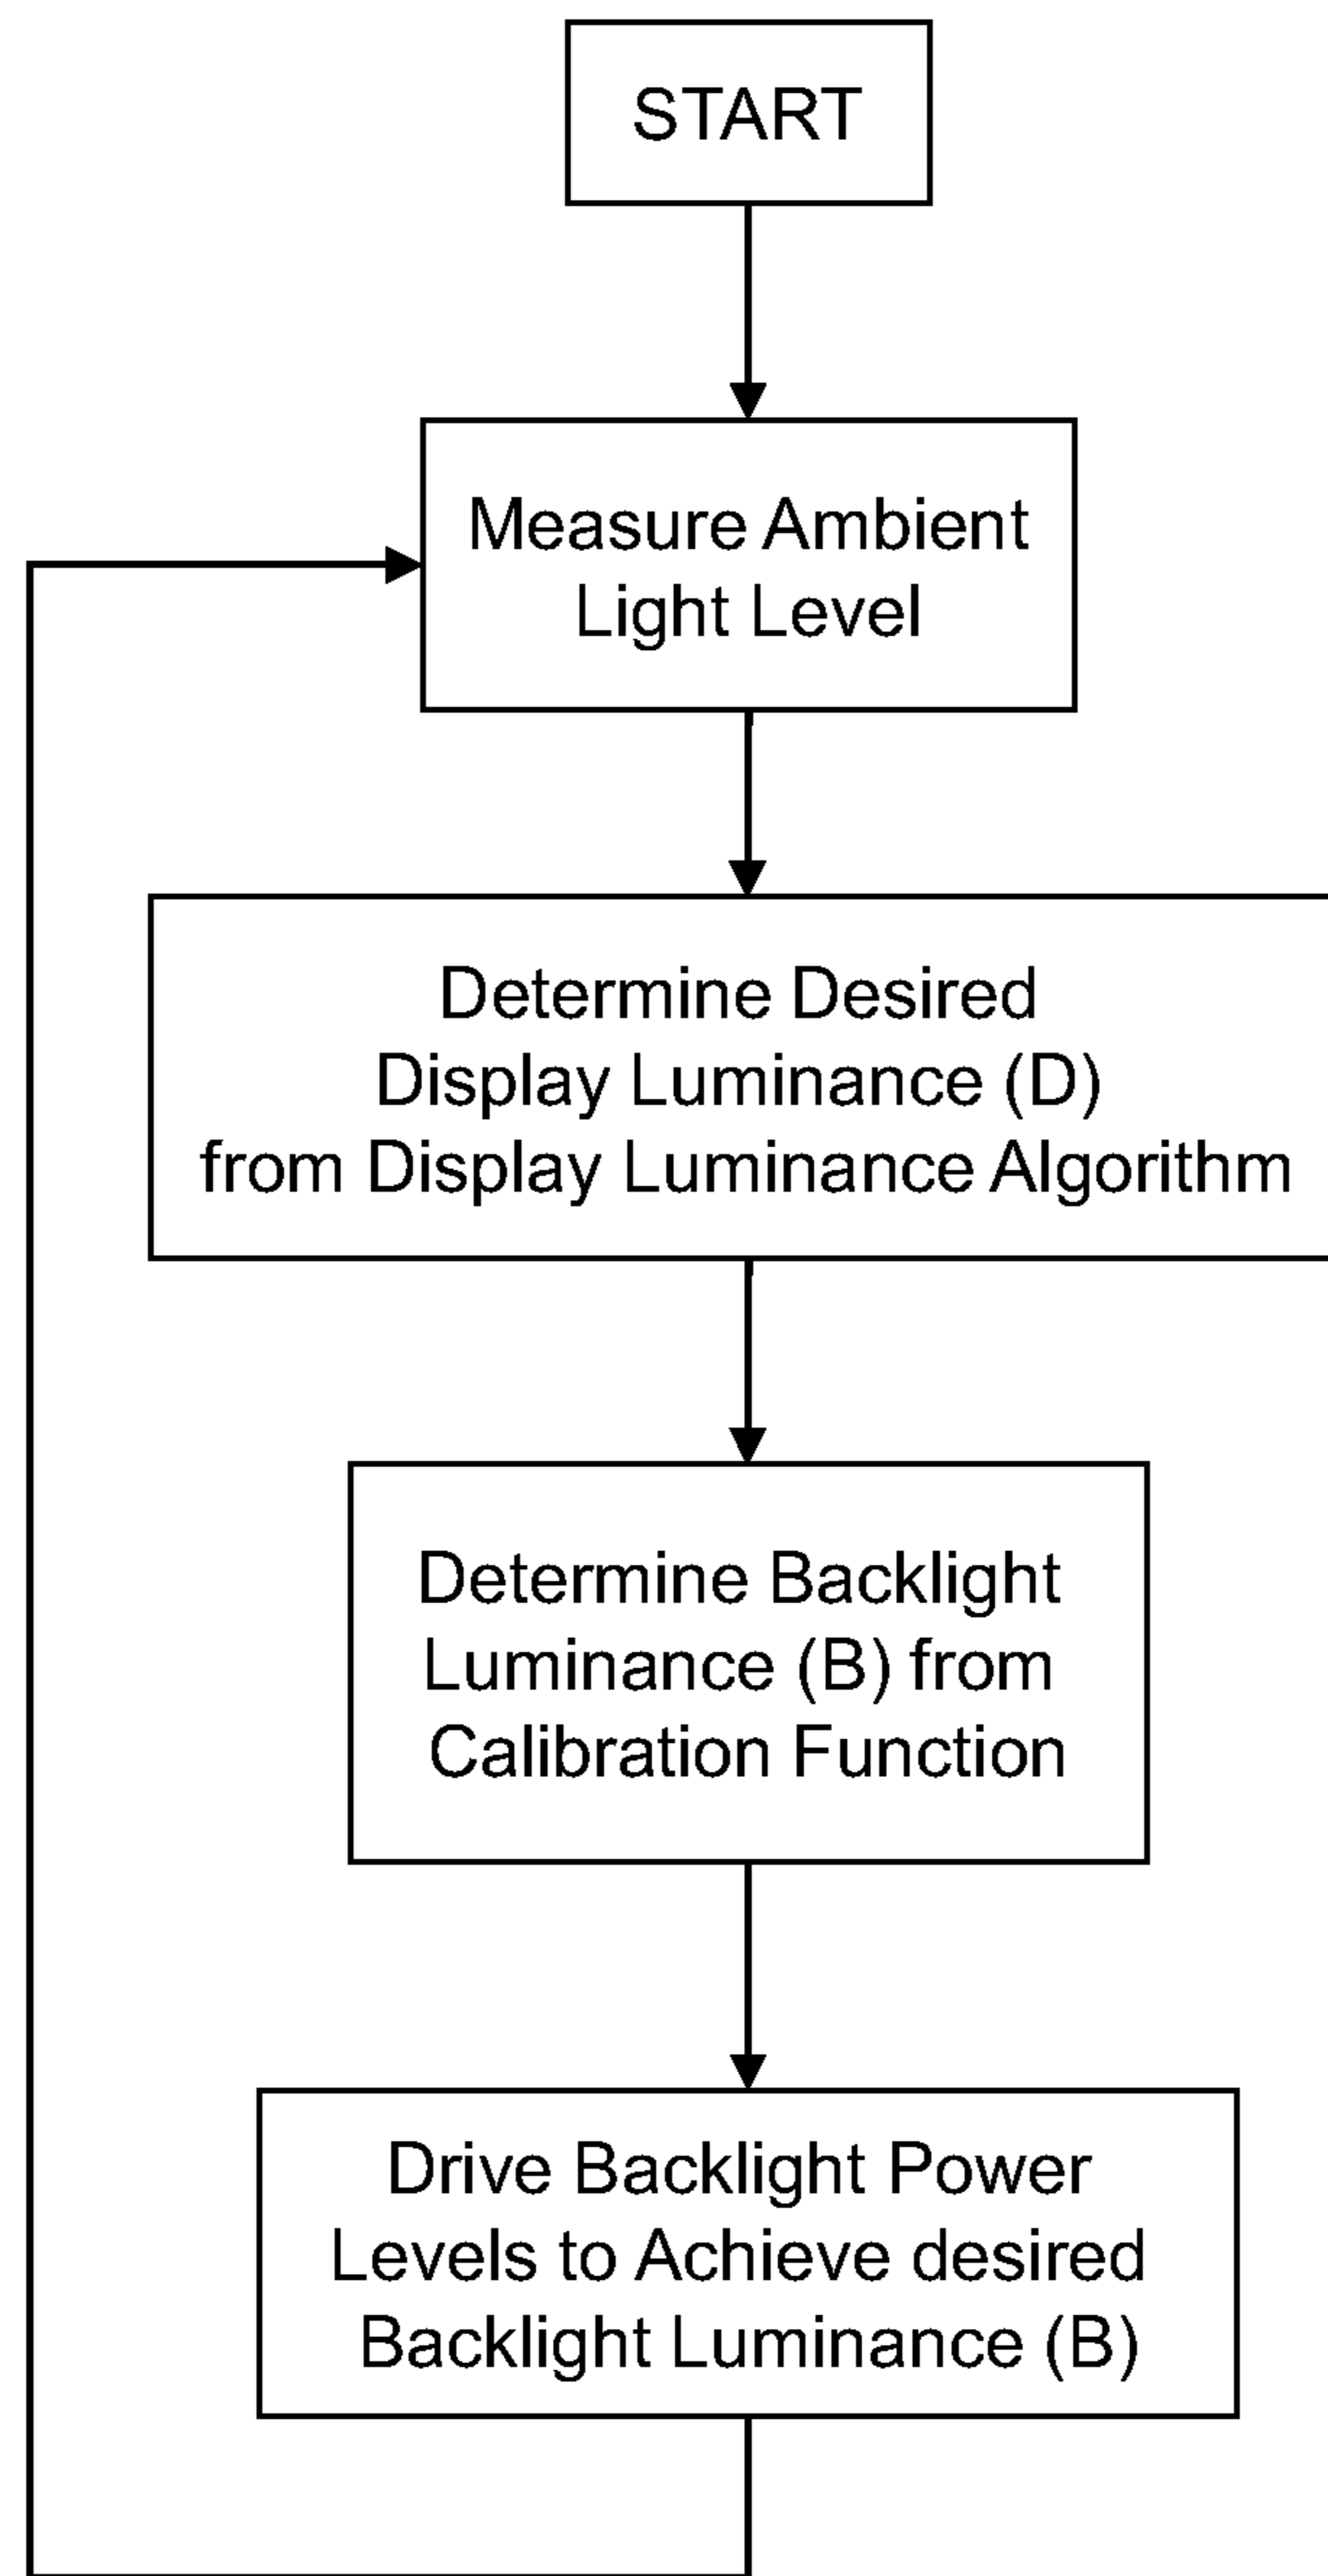 START
Measure Ambient
Light Level
Determine Desired
Display Luminance (D)
from Display Luminance Algorithm
Determine Backlight
Luminance (B) from
Calibration Function
Drive Backlight Power
Levels to Achieve desired
Backlight Luminance (B)